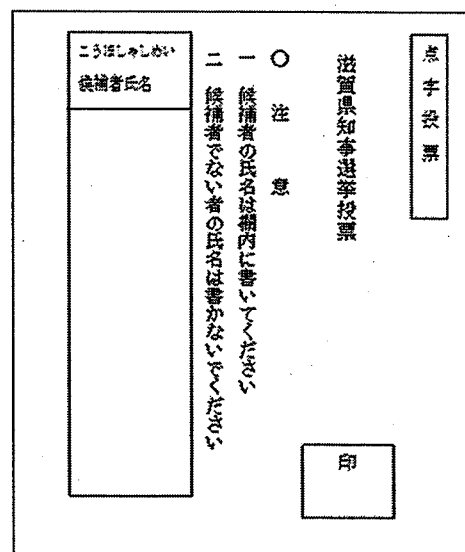 点字投票
滋賀県知事選挙投票
印
○ 注意
一 候補者の氏名は欄内に書いてください
二 候補者でない者の氏名は書かないでください
こうほしゃしめい
候補者氏名